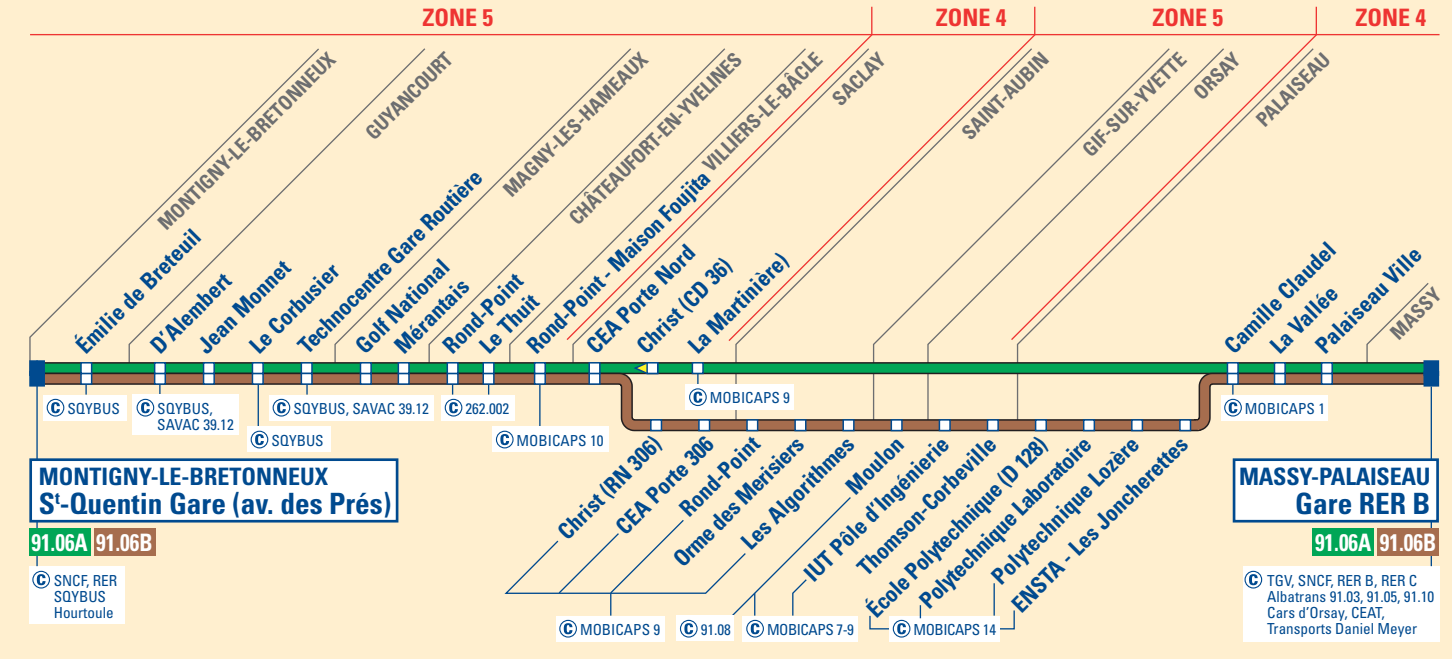 ZONE 5
ZONE 4
ZONE 5
ZONE 4
MONTIGNY-LE-BRETONNEUX
GUYANCOURT
MAGNY-LES-HAMEAUX
CHÂTEAUFORT-EN-YVELINES
VILLIERS-LE-BÂCLE
SACLAY
SAINT-AUBIN
GIF-SUR-YVETTE
ORSAY
PALAISEAU
MASSY
Émilie de Breteuil
D'Alembert
Jean Monnet
Le Corbusier
Technocentre Gare Routière
Golf National
Mérantais
Rond-Point
Le Thuit
Rond-Point - Maison Foujita
CEA Porte Nord
Christ (CD 36)
La Martinière)
Camille Claudel
La Vallée
Palaiseau Ville
C SQYBUS
C SQYBUS,
SAVAC 39.12
C SQYBUS
C SQYBUS, SAVAC 39.12
C 262.002
C MOBICAPS 10
C MOBICAPS 9
C MOBICAPS 1
Christ (RN 306)
CEA Porte 306
Rond-Point
Orme des Merisiers
Les Algorithmes
Moulon
IUT Pôle d'Ingénierie
Thomson-Corbeville
École Polytechnique (D 128)
Polytechnique Laboratoire
Polytechnique Lozère
ENSTA - Les Joncherettes
C MOBICAPS 9
C 91.08
C MOBICAPS 7-9
C MOBICAPS 14
MONTIGNY-LE-BRETONNEUX
St-Quentin Gare (av. des Prés)
91.06A 91.06B
C SNCF, RER
SQYBUS
Hourtoule
MASSY-PALAISEAU
Gare RER B
91.06A 91.06B
C TGV, SNCF, RER B, RER C
Albatrans 91.03, 91.05, 91.10
Cars d'Orsay, CEAT,
Transports Daniel Meyer